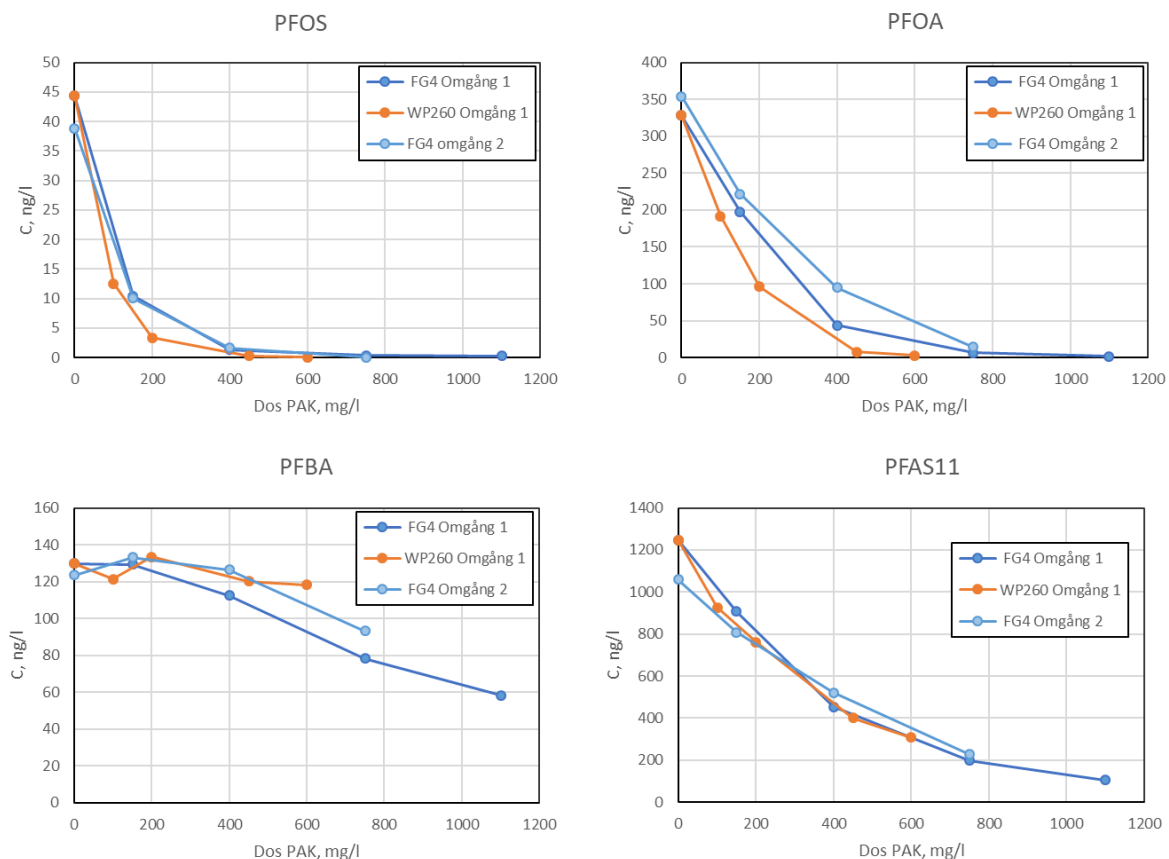 PFOS
50
45
40
35
30
25
20
15
10
5
0
C, ng/l
0 200 400 600 800 1000 1200
Dos PAK, mg/l
FG4 Omgång 1
WP260 Omgång 1
FG4 omgång 2
PFOA
400
350
300
250
200
150
100
50
0
C, ng/l
0 200 400 600 800 1000 1200
Dos PAK, mg/l
FG4 Omgång 1
WP260 Omgång 1
FG4 Omgång 2
PFBA
160
140
120
100
80
60
40
20
0
C, ng/l
0 200 400 600 800 1000 1200
Dos PAK, mg/l
FG4 Omgång 1
WP260 Omgång 1
FG4 Omgång 2
PFAS11
1400
1200
1000
800
600
400
200
0
C, ng/l
0 200 400 600 800 1000 1200
Dos PAK, mg/l
FG4 Omgång 1
WP260 Omgång 1
FG4 Omgång 2